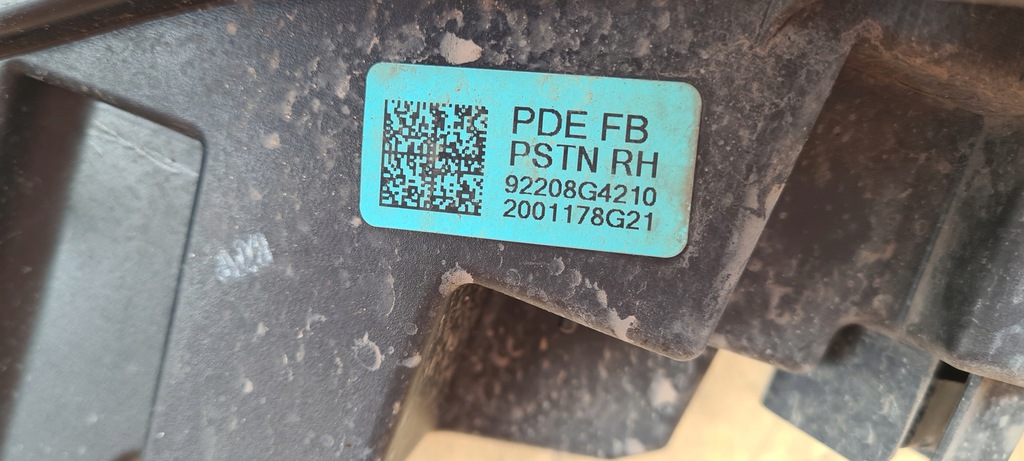 PDE FB
PSTN RH
92208G4210
2001178G21